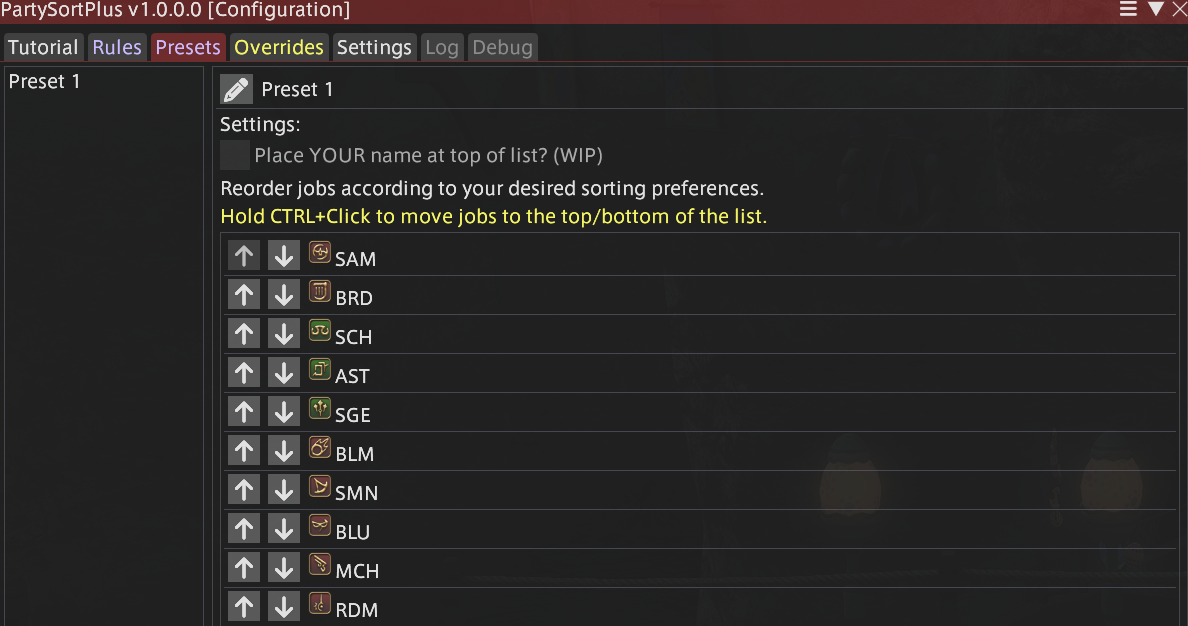 PartySortPlus v1.0.0.0 [Configuration]
Tutorial Rules Presets Overrides Settings Log Debug
Preset 1
Preset 1
Settings:
Place YOUR name at top of list? (WIP)
Reorder jobs according to your desired sorting preferences.
Hold CTRL+Click to move jobs to the top/bottom of the list.
SAM
BRD
SCH
AST
SGE
BLM
SMN
BLU
MCH
RDM